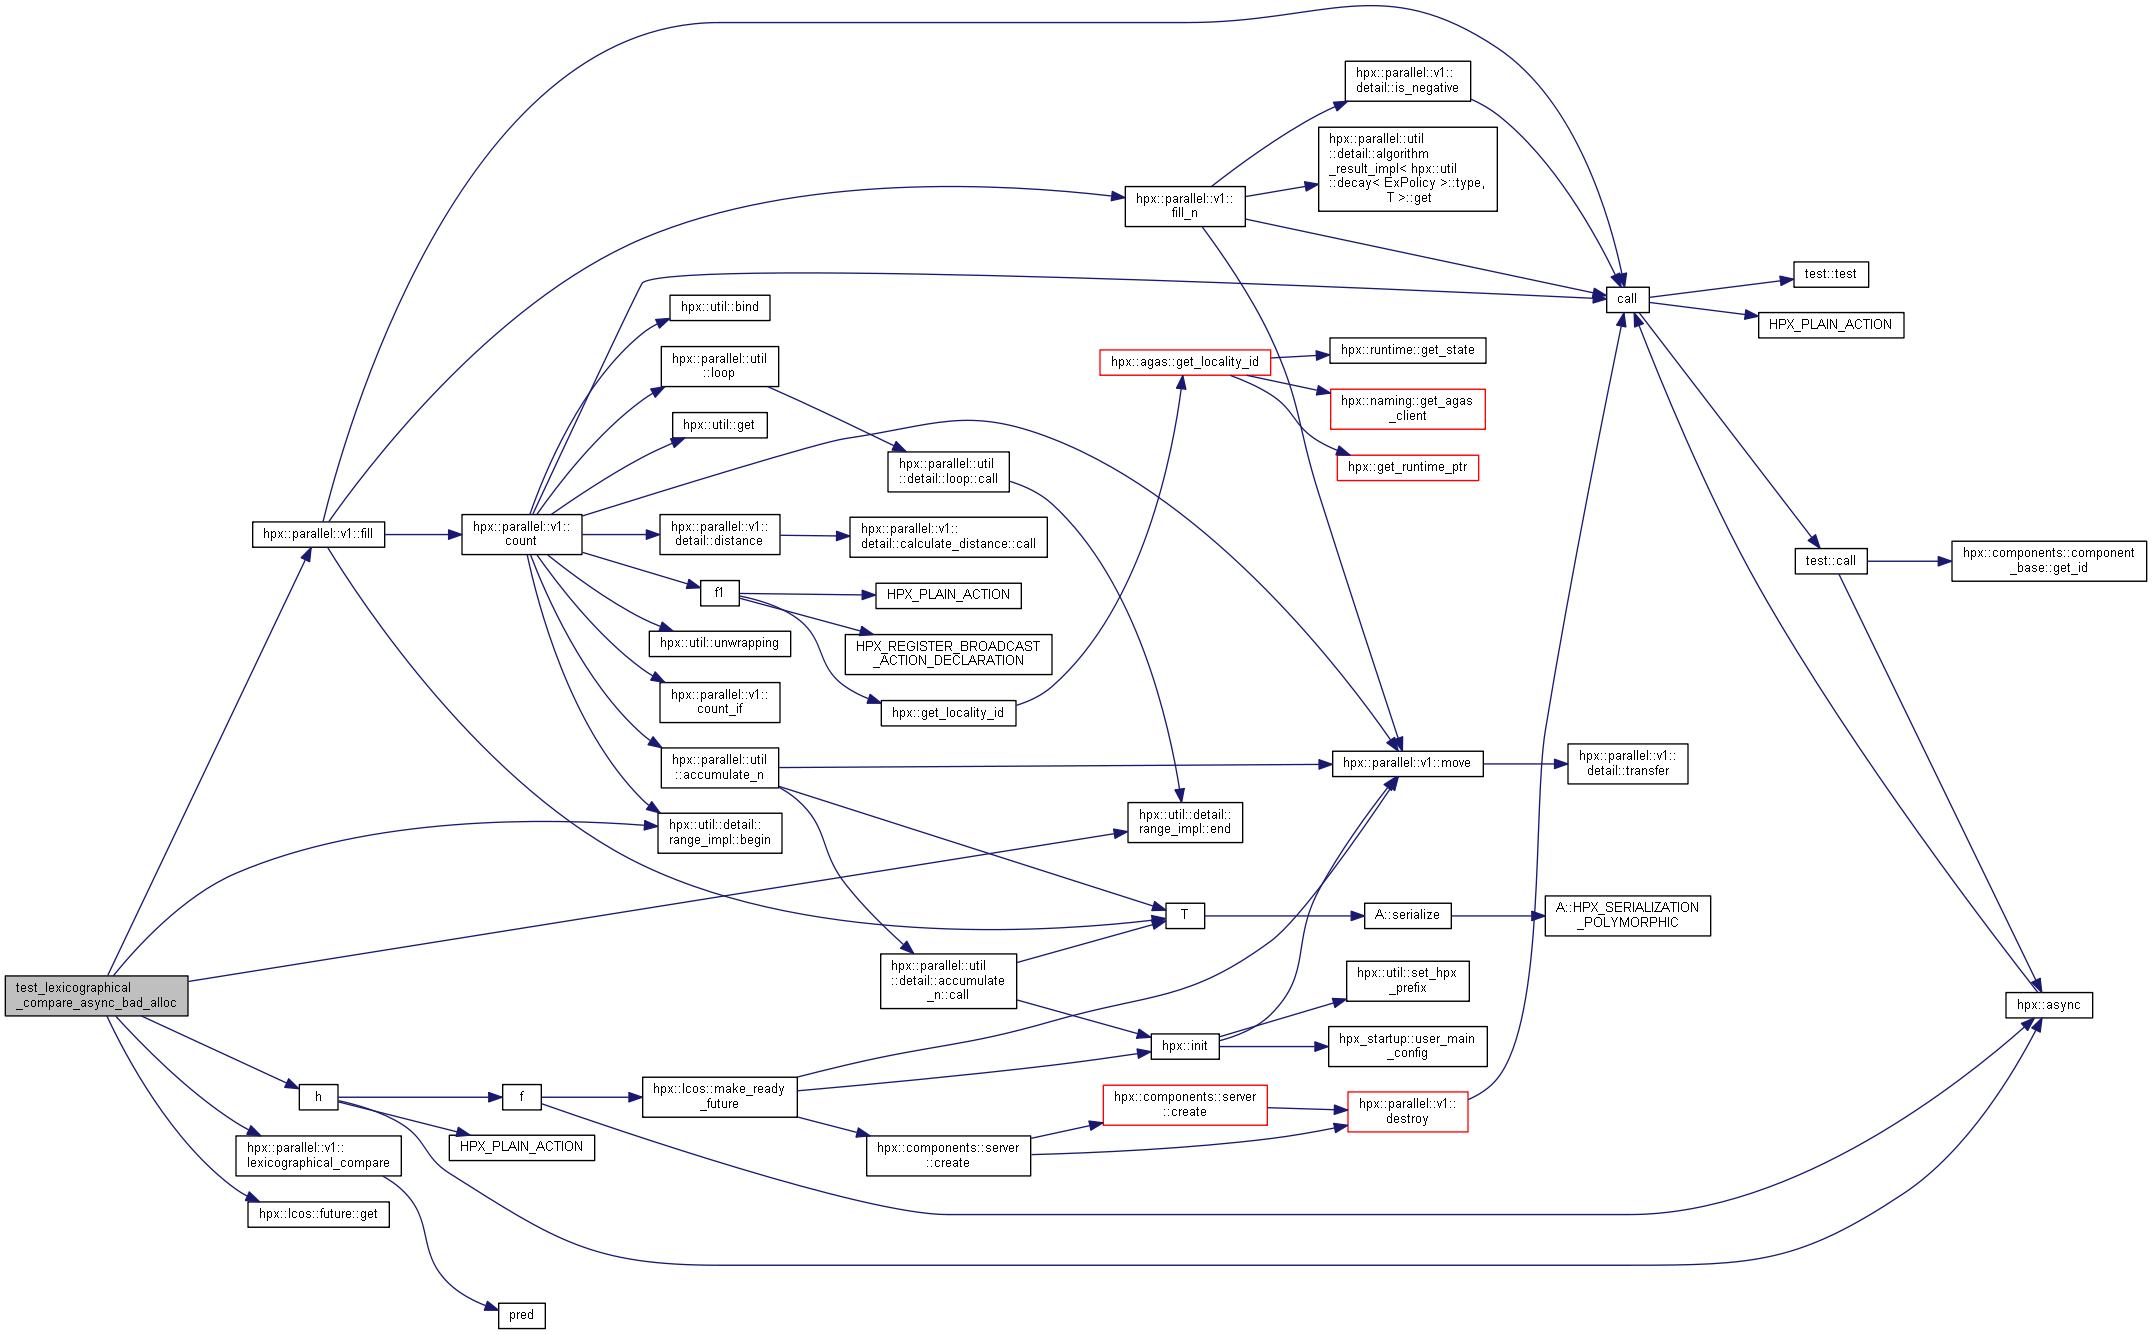 test_lexicographical
_compare_async_bad_alloc
hpx::parallel::v1::fill
h
hpx::parallel::v1::
lexicographical_compare
hpx::lcos::future::get
hpx::parallel::v1::
count
f
HPX_PLAIN_ACTION
pred
hpx::util::bind
hpx::parallel::util
::loop
hpx::util::get
hpx::parallel::v1::
detail::distance
f1
hpx::util::unwrapping
hpx::parallel::v1::
count_if
hpx::parallel::util
::accumulate_n
hpx::util::detail::
range_impl::begin
hpx::lcos::make_ready
_future
hpx::parallel::util
::detail::loop::call
hpx::parallel::v1::
detail::calculate_distance::call
HPX_PLAIN_ACTION
HPX_REGISTER_BROADCAST
_ACTION_DECLARATION
hpx::get_locality_id
hpx::parallel::util
::detail::accumulate
_n::call
hpx::components::server
::create
hpx::parallel::v1::
fill_n
hpx::agas::get_locality_id
hpx::util::detail::
range_impl::end
T
hpx::init
hpx::components::server
::create
hpx::parallel::v1::
detail::is_negative
hpx::parallel::util
::detail::algorithm
_result_impl< hpx::util
::decay< ExPolicy >::type,
T >::get
hpx::runtime::get_state
hpx::naming::get_agas
_client
hpx::get_runtime_ptr
hpx::parallel::v1::move
A::serialize
hpx::util::set_hpx
_prefix
hpx_startup::user_main
_config
hpx::parallel::v1::
destroy
call
hpx::parallel::v1::
detail::transfer
A::HPX_SERIALIZATION
_POLYMORPHIC
test::test
HPX_PLAIN_ACTION
test::call
hpx::components::component
_base::get_id
hpx::async